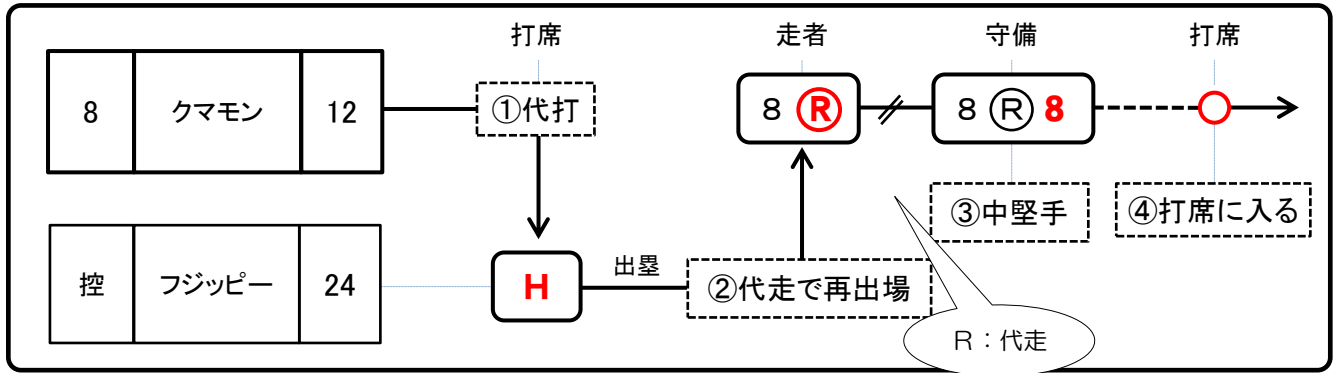 打席
走者
守備
打席
8 クマモン 12
①代打
8 Ⓡ
8 Ⓡ 8
③中堅手
④打席に入る
控 フジッピー 24
H
出塁
②代走で再出場
R：代走